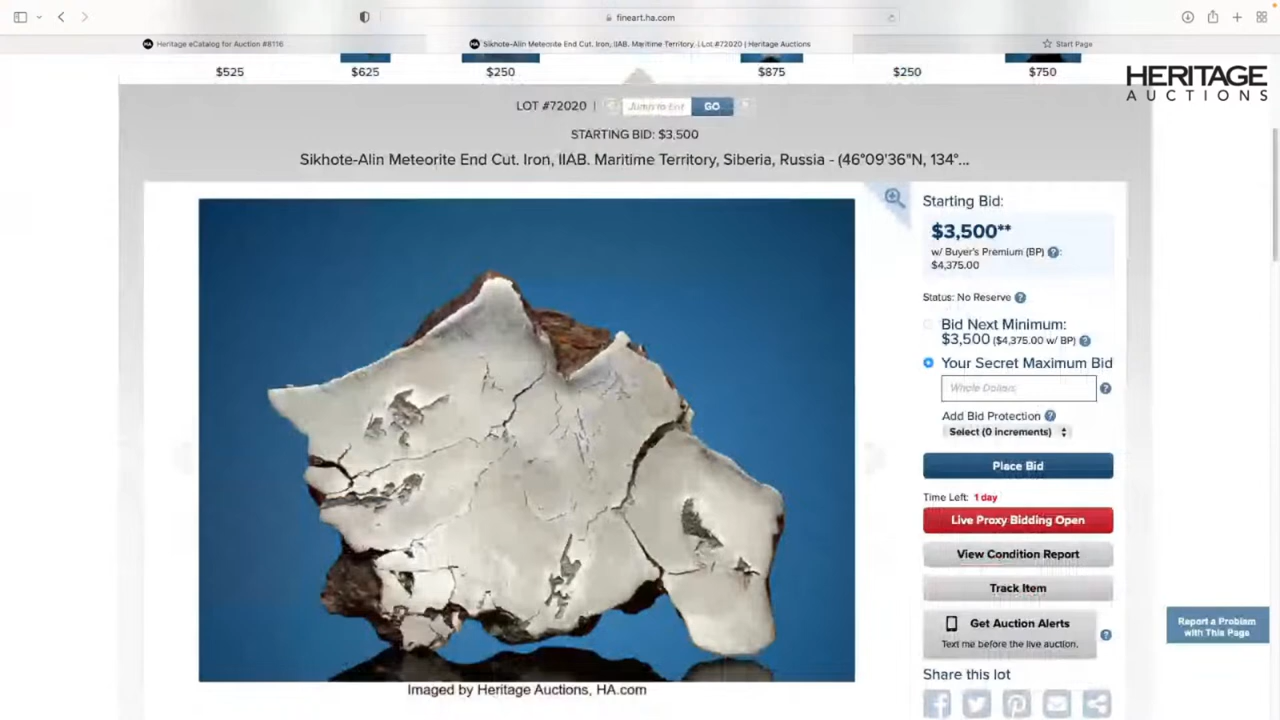 fineart.ha.com
Heritage eCatalog for Auction #8116
Sikhote-Alin Meteorite End Cut. Iron, IIAB. Maritime Territory, | Lot #72020 | Heritage Auctions
Start Page
$525
$625
$250
$875
$250
$750
HERITAGE
AUCTIONS
LOT #72020 |
Jump to Lot
GO
STARTING BID: $3,500
Sikhote-Alin Meteorite End Cut. Iron, IIAB. Maritime Territory, Siberia, Russia - (46°09'36"N, 134°...
Starting Bid:
$3,500**
w/ Buyer's Premium (BP) ? :
$4,375.00
Status: No Reserve ?
Bid Next Minimum:
$3,500 ($4,375.00 w/ BP) ?
Your Secret Maximum Bid
Whole Dollars
?
Add Bid Protection ?
Select (0 increments)
Place Bid
Time Left: 1 day
Live Proxy Bidding Open
View Condition Report
Track Item
Get Auction Alerts
Text me before the live auction.
?
Report a Problem
with This Page
Share this lot
Imaged by Heritage Auctions, HA.com